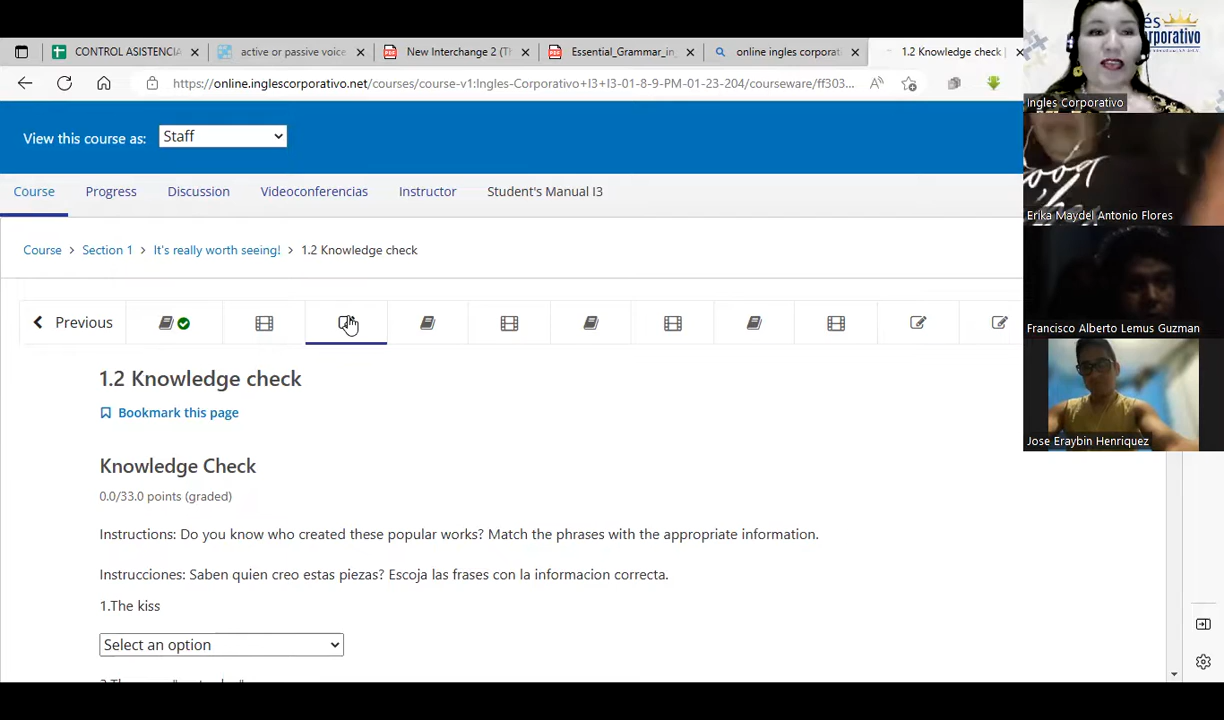 CONTROL ASISTENCIA
active or passive voice
New Interchange 2 (Th
Essential_Grammar_in_
online ingles corporat
1.2 Knowledge check |
https://online.inglescorporativo.net/courses/course-v1:Ingles-Corporativo+I3+I3-01-8-9-PM-01-23-204/courseware/ff303...
View this course as:
Staff
Course
Progress
Discussion
Videoconferencias
Instructor
Student's Manual I3
Course > Section 1 > It's really worth seeing! > 1.2 Knowledge check
Previous
1.2 Knowledge check
Bookmark this page
Knowledge Check
0.0/33.0 points (graded)
Instructions: Do you know who created these popular works? Match the phrases with the appropriate information.
Instrucciones: Saben quien creo estas piezas? Escoja las frases con la informacion correcta.
1.The kiss
Select an option
Ingles Corporativo
Erika Maydel Antonio Flores
Francisco Alberto Lemus Guzman
Jose Eraybin Henriquez